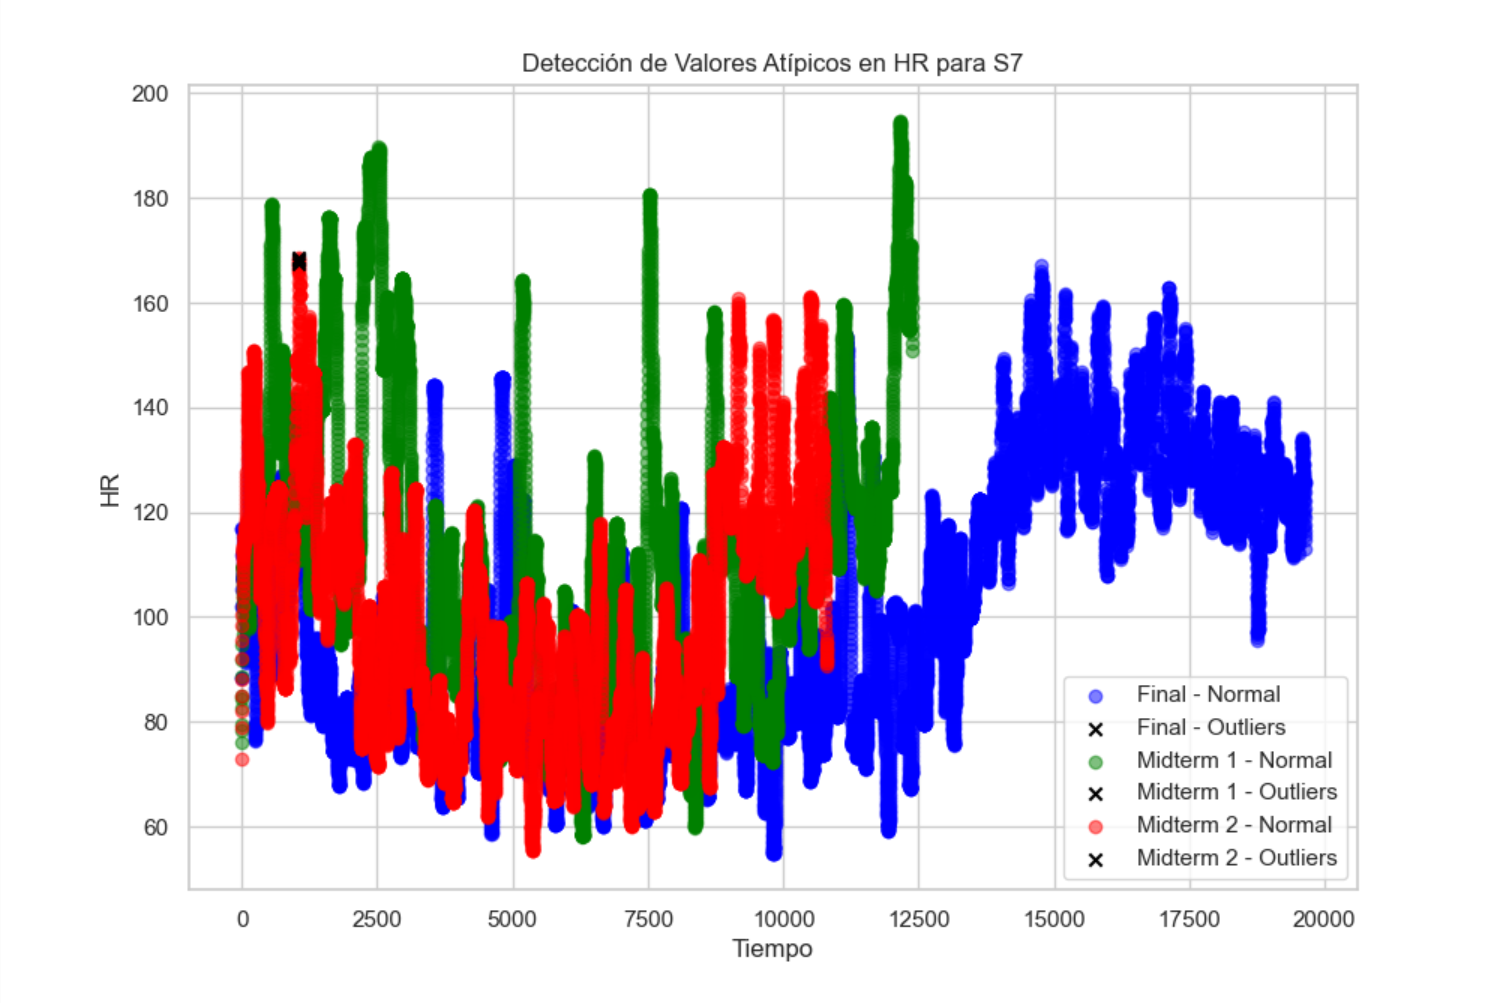 Detección de Valores Atípicos en HR para S7
200
180
160
140
120
100
80
60
HR
0
2500
5000
7500
10000
12500
15000
17500
20000
Tiempo
Final - Normal
Final - Outliers
Midterm 1 - Normal
Midterm 1 - Outliers
Midterm 2 - Normal
Midterm 2 - Outliers